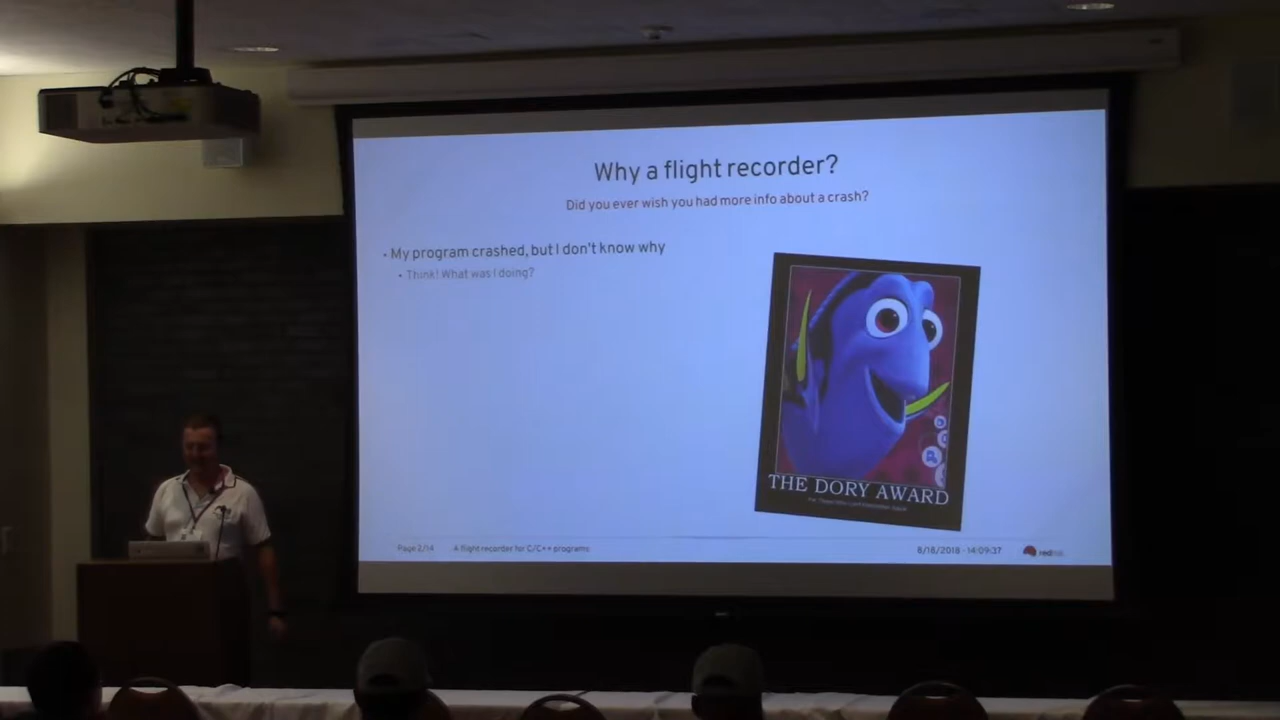 Why a flight recorder?
Did you ever wish you had more info about a crash?
• My program crashed, but I don't know why
• Think! What was I doing?
THE DORY AWARD
Page 2/14
A flight recorder for C/C++ programs
8/18/2018 - 14:09:37
redhat